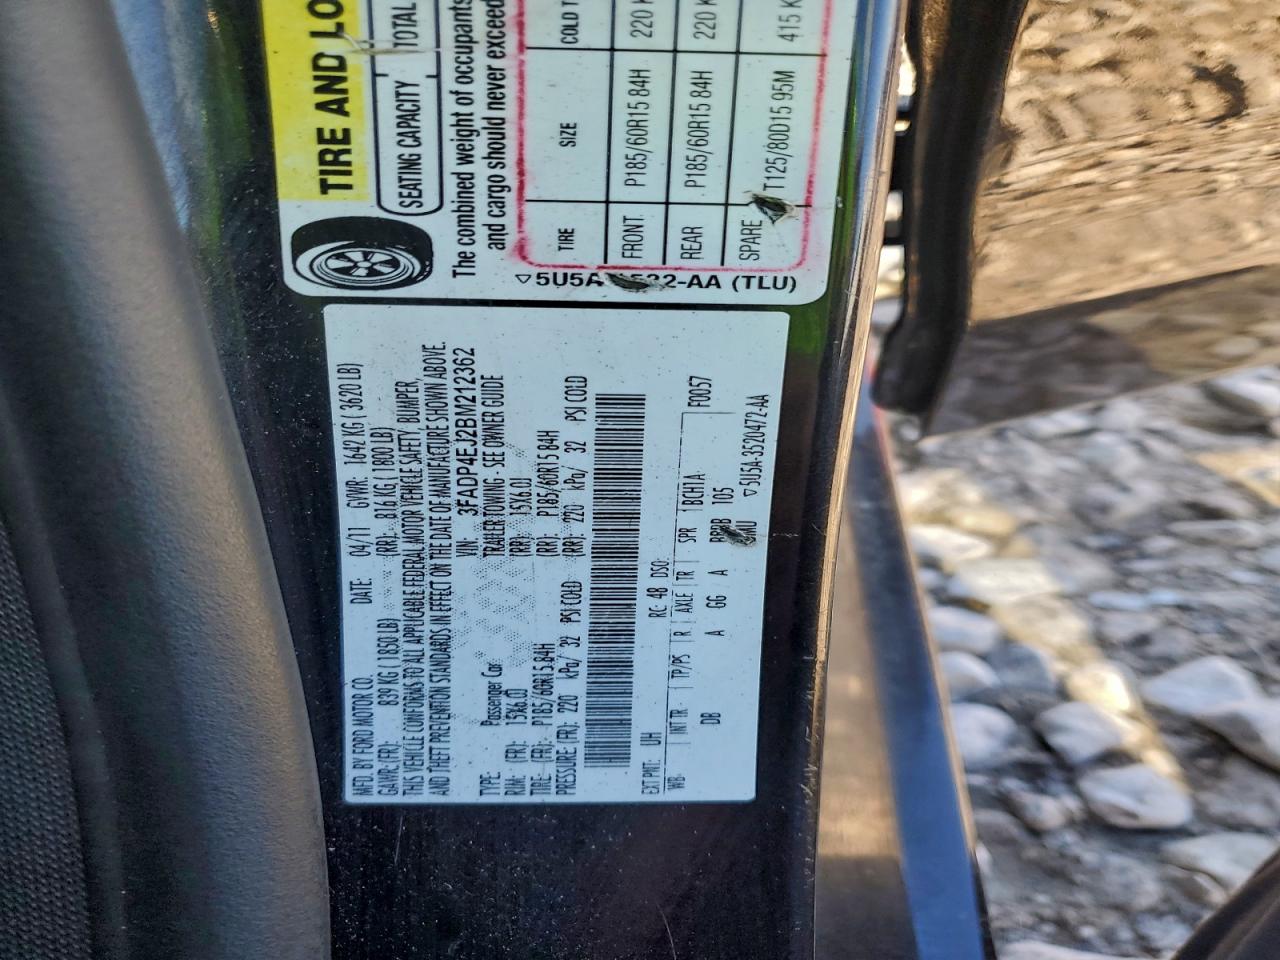 TIRE AND LO
SEATING CAPACITY TOTAL
The combined weight of occupants
and cargo should never exceed
TIRE SIZE COLD T
FRONT P185/60R15 84H 220 K
REAR P185/60R15 84H 220 K
SPARE T125/80D15 95M 415 K
2-AA (TLU)
MFD. BY FORD MOTOR CO. DATE: 04/11 GVWR: 1642 KG ( 3620 LB)
GAWR: (FR): 839 KG ( 1850 LB) (RR): 816 KG ( 1800 LB)
THIS VEHICLE CONFORMS TO ALL APPLICABLE FEDERAL MOTOR VEHICLE SAFETY, BUMPER,
AND THEFT PREVENTION STANDARDS IN EFFECT ON THE DATE OF MANUFACTURE SHOWN ABOVE.
VIN: 3FADP4EJ2BM212362
TYPE: Passenger Car TRAILER TOWING - SEE OWNER GUIDE
RIM: (FR): 15X6.0J (RR): 15X6.0J
TIRE: (FR): P185/60R15 84H (RR): P185/60R15 84H
PRESSURE (FR): 220 kPa/ 32 PSI COLD (RR): 220 kPa/ 32 PSI COLD
EXT PNT: UH RC: 48 DSO:
WB: INT TR TP/PS R AXLE TR SPR BCH1A F0057
DB A GG A 105
▽5U5A-3520472-AA